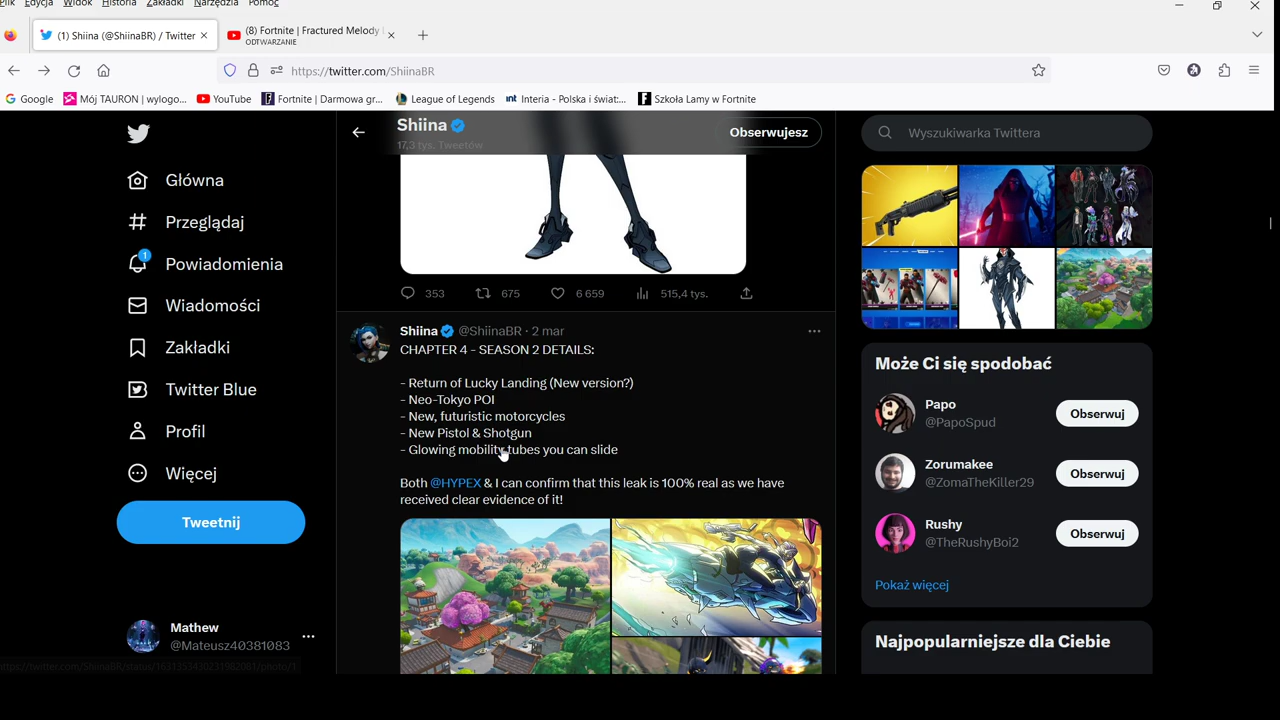 Plik Edycja Widok Historia Zakładki Narzędzia Pomoc
(1) Shiina (@ShiinaBR) / Twitter
(8) Fortnite | Fractured Melody
ODTWARZANIE
https://twitter.com/ShiinaBR
Google
Mój TAURON | wylogo...
YouTube
Fortnite | Darmowa gr...
League of Legends
Interia - Polska i świat:...
Szkoła Lamy w Fortnite
Główna
Przeglądaj
1
Powiadomienia
Wiadomości
Zakładki
Twitter Blue
Profil
Więcej
Tweetnij
Mathew
@Mateusz40381083
Shiina
17,3 tys. Tweetów
Obserwujesz
353 675 6 659 515,4 tys.
Shiina @ShiinaBR · 2 mar
CHAPTER 4 - SEASON 2 DETAILS:
- Return of Lucky Landing (New version?)
- Neo-Tokyo POI
- New, futuristic motorcycles
- New Pistol & Shotgun
- Glowing mobility tubes you can slide
Both @HYPEX & I can confirm that this leak is 100% real as we have
received clear evidence of it!
Wyszukiwarka Twittera
Może Ci się spodobać
Papo
@PapoSpud
Obserwuj
Zorumakee
@ZomaTheKiller29
Obserwuj
Rushy
@TheRushyBoi2
Obserwuj
Pokaż więcej
Najpopularniejsze dla Ciebie